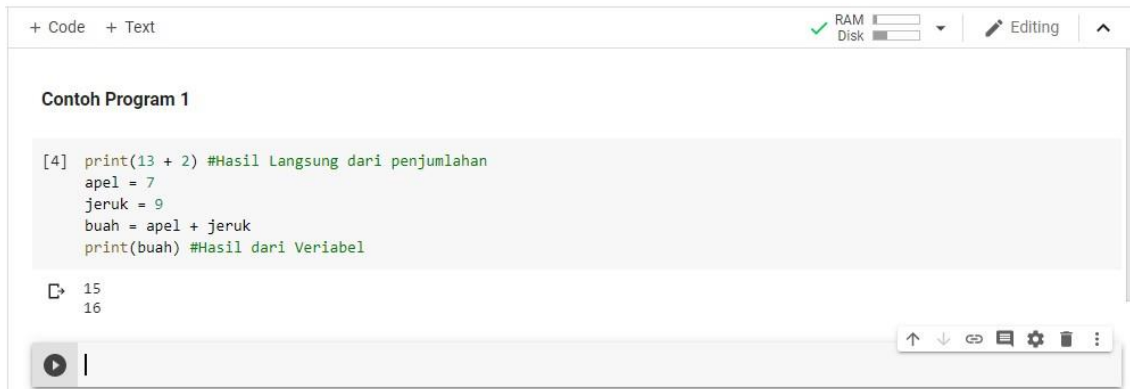 + Code + Text
RAM
Disk
Editing
Contoh Program 1
[4] print(13 + 2) #Hasil Langsung dari penjumlahan
apel = 7
jeruk = 9
buah = apel + jeruk
print(buah) #Hasil dari Veriabel
15
16